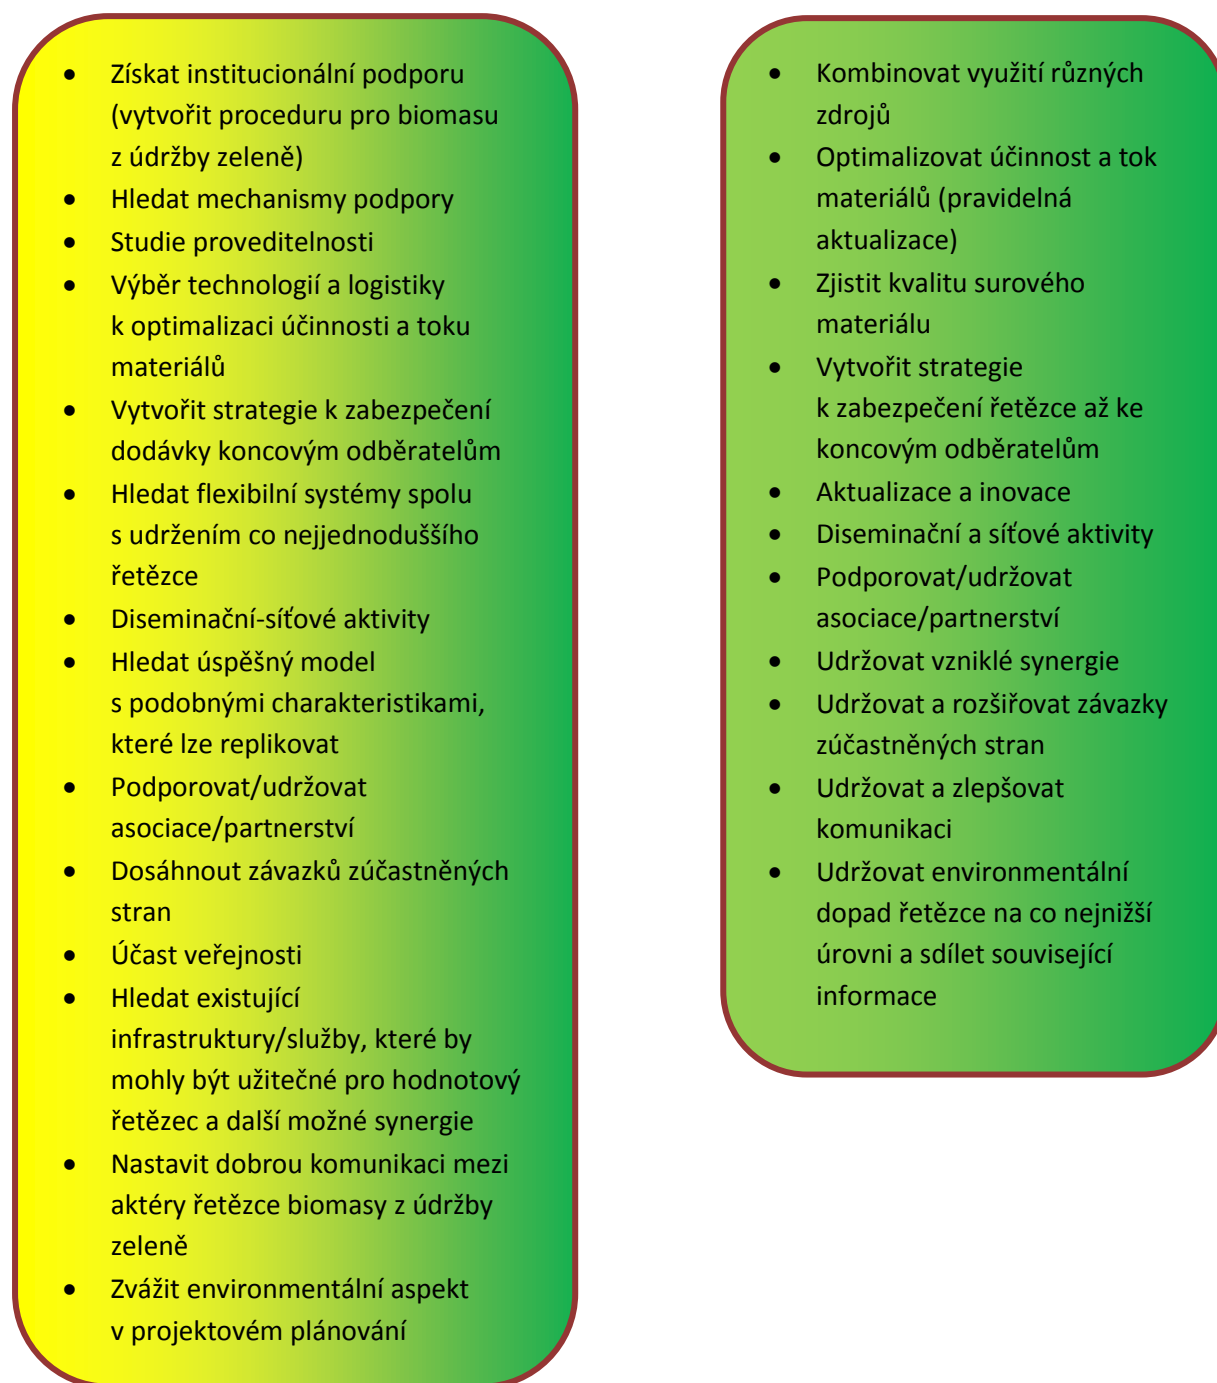 • Získat institucionální podporu
(vytvořit proceduru pro biomasu
z údržby zeleně)
• Hledat mechanismy podpory
• Studie proveditelnosti
• Výběr technologií a logistiky
k optimalizaci účinnosti a toku
materiálů
• Vytvořit strategie k zabezpečení
dodávky koncovým odběratelům
• Hledat flexibilní systémy spolu
s udržením co nejjednoduššího
řetězce
• Diseminační-síťové aktivity
• Hledat úspěšný model
s podobnými charakteristikami,
které lze replikovat
• Podporovat/udržovat
asociace/partnerství
• Dosáhnout závazků zúčastněných
stran
• Účast veřejnosti
• Hledat existující
infrastruktury/služby, které by
mohly být užitečné pro hodnotový
řetězec a další možné synergie
• Nastavit dobrou komunikaci mezi
aktéry řetězce biomasy z údržby
zeleně
• Zvážit environmentální aspekt
v projektovém plánování
• Kombinovat využití různých
zdrojů
• Optimalizovat účinnost a tok
materiálů (pravidelná
aktualizace)
• Zjistit kvalitu surového
materiálu
• Vytvořit strategie
k zabezpečení řetězce až ke
koncovým odběratelům
• Aktualizace a inovace
• Diseminační a síťové aktivity
• Podporovat/udržovat
asociace/partnerství
• Udržovat vzniklé synergie
• Udržovat a rozšiřovat závazky
zúčastněných stran
• Udržovat a zlepšovat
komunikaci
• Udržovat environmentální
dopad řetězce na co nejnižší
úrovni a sdílet související
informace